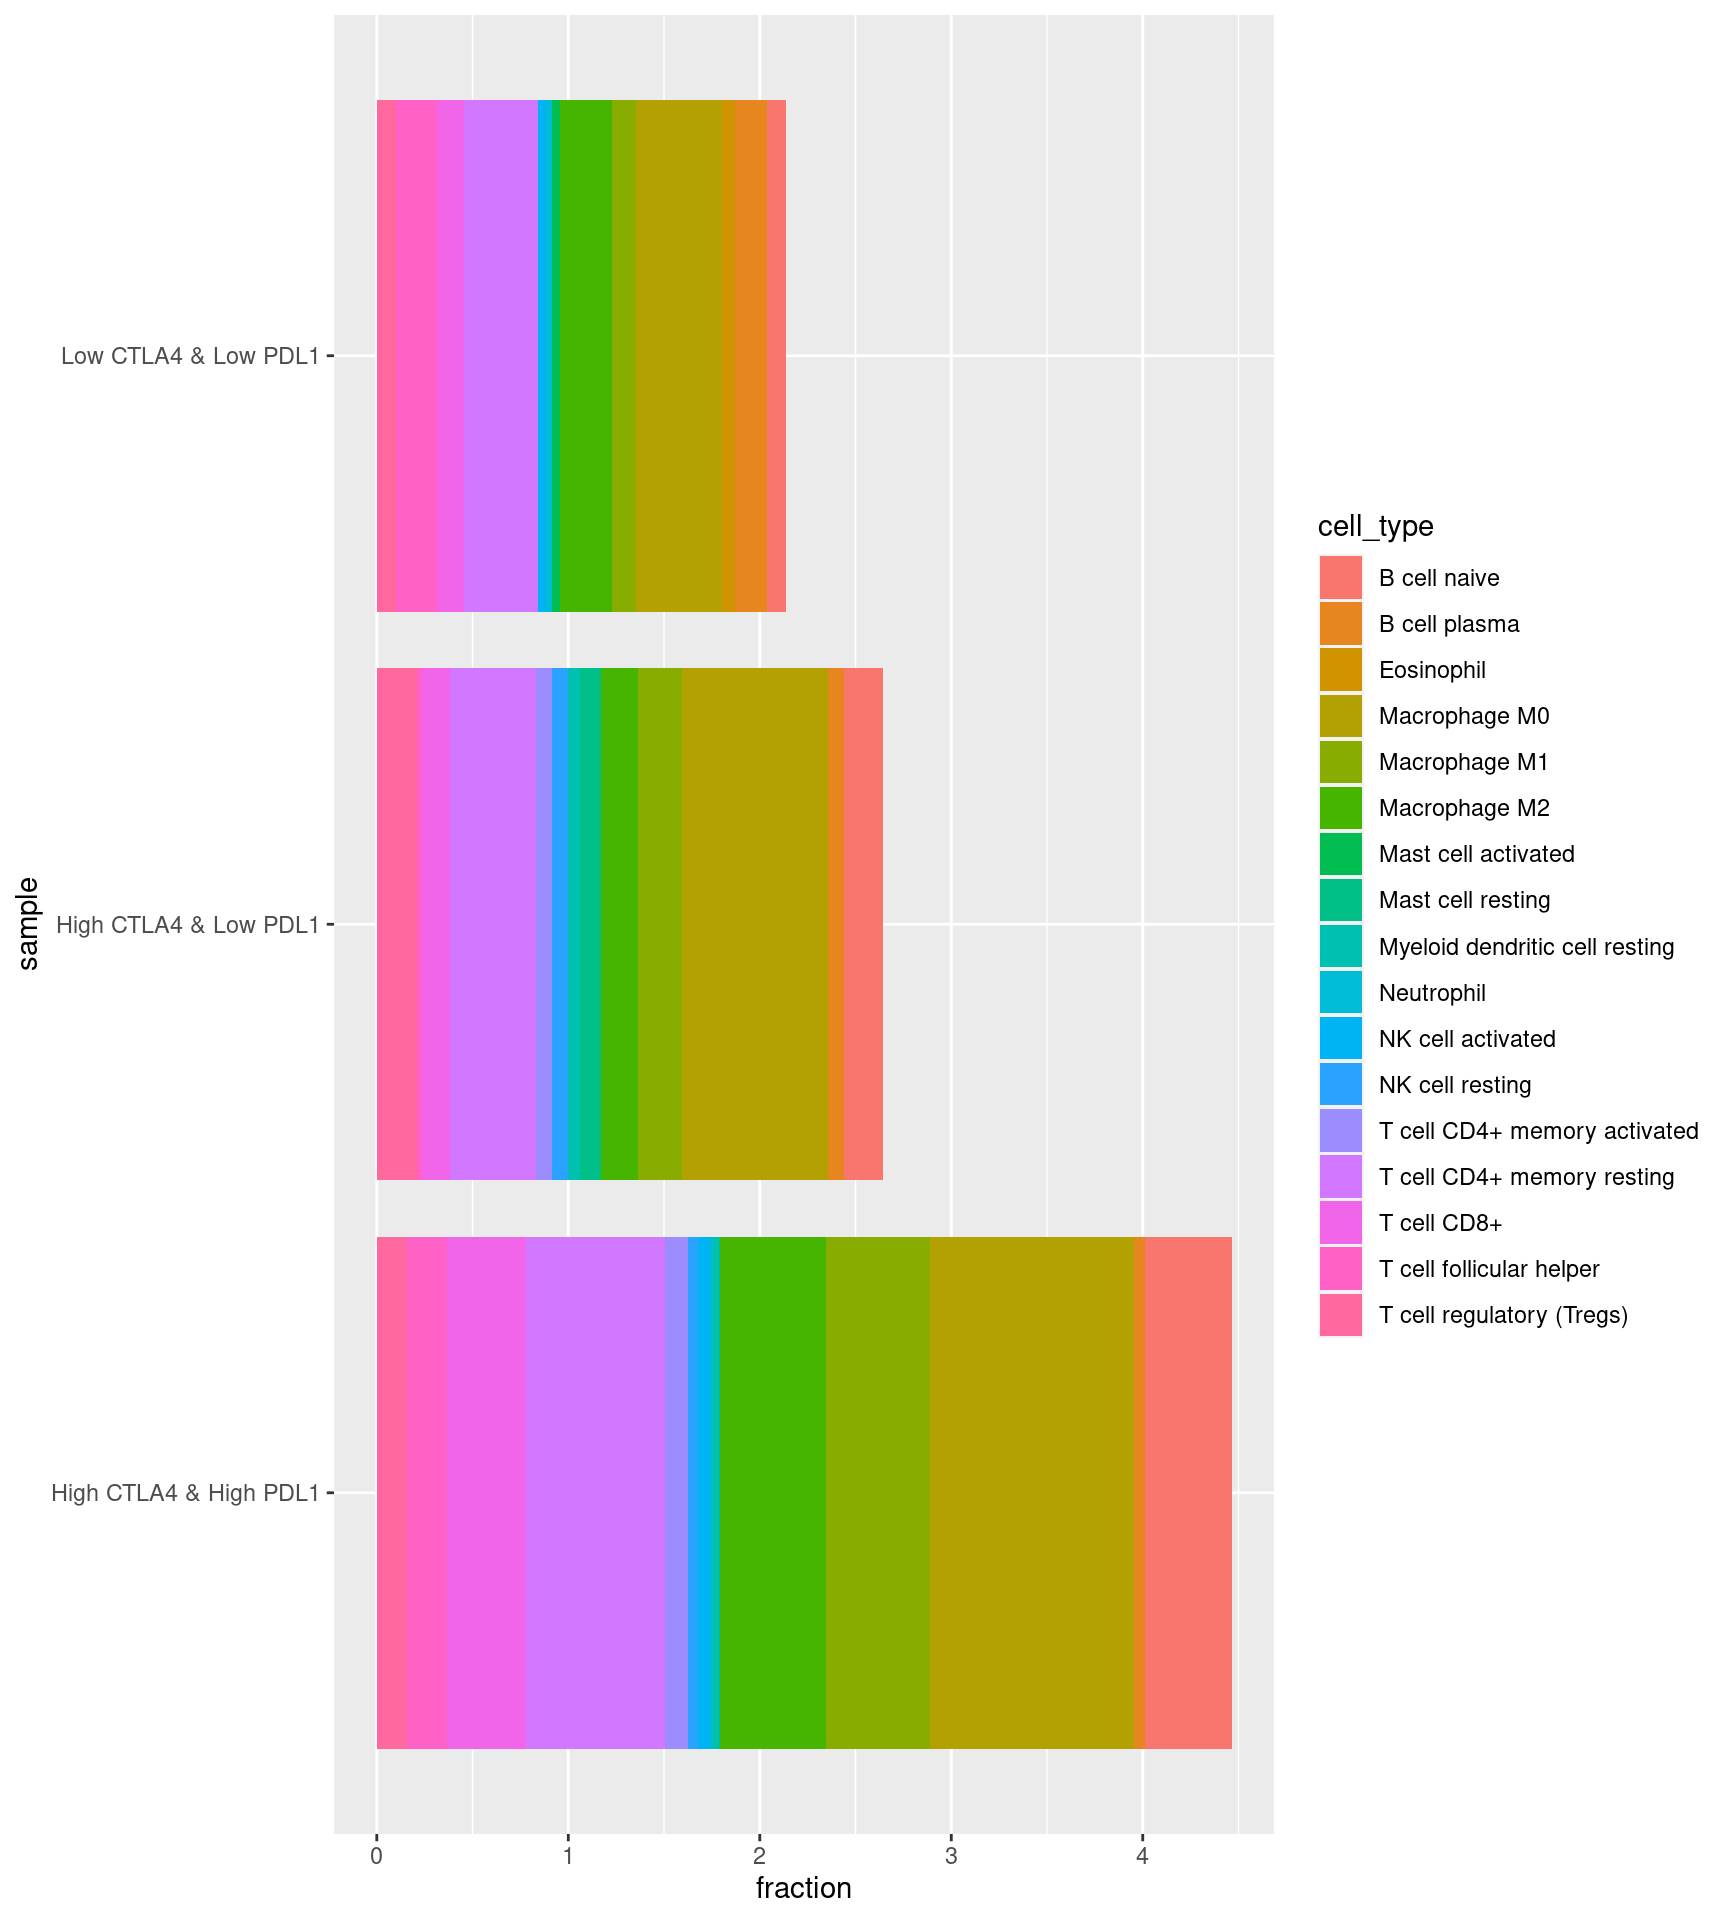 Low CTLA4 & Low PDL1
High CTLA4 & Low PDL1
High CTLA4 & High PDL1
sample
0 1 2 3 4
fraction
cell_type
B cell naive
B cell plasma
Eosinophil
Macrophage M0
Macrophage M1
Macrophage M2
Mast cell activated
Mast cell resting
Myeloid dendritic cell resting
Neutrophil
NK cell activated
NK cell resting
T cell CD4+ memory activated
T cell CD4+ memory resting
T cell CD8+
T cell follicular helper
T cell regulatory (Tregs)